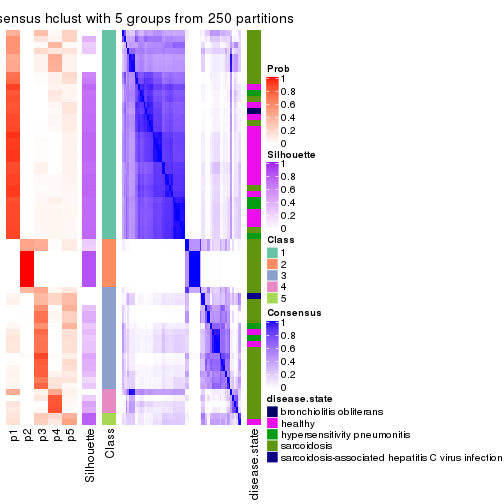 sensus hclust with 5 groups from 250 partitions
Prob
1
0.8
0.6
0.4
0.2
0
Silhouette
1
0.8
0.6
0.4
0.2
0
Class
1
2
3
4
5
Consensus
1
0.8
0.6
0.4
0.2
0
disease.state
bronchiolitis obliterans
healthy
hypersensitivity pneumonitis
sarcoidosis
sarcoidosis-associated hepatitis C virus infection
p1
p2
p3
p4
p5
Silhouette
Class
disease.state